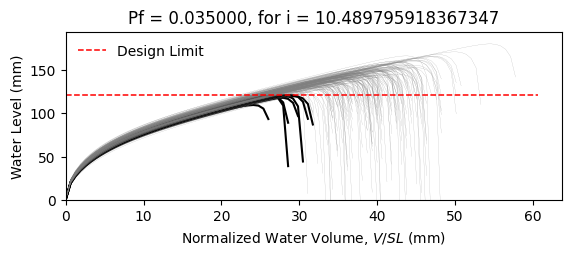 Pf = 0.035000, for i = 10.489795918367347
Design Limit
Water Level (mm)
150
100
50
0
0 10 20 30 40 50 60
Normalized Water Volume, V/SL (mm)